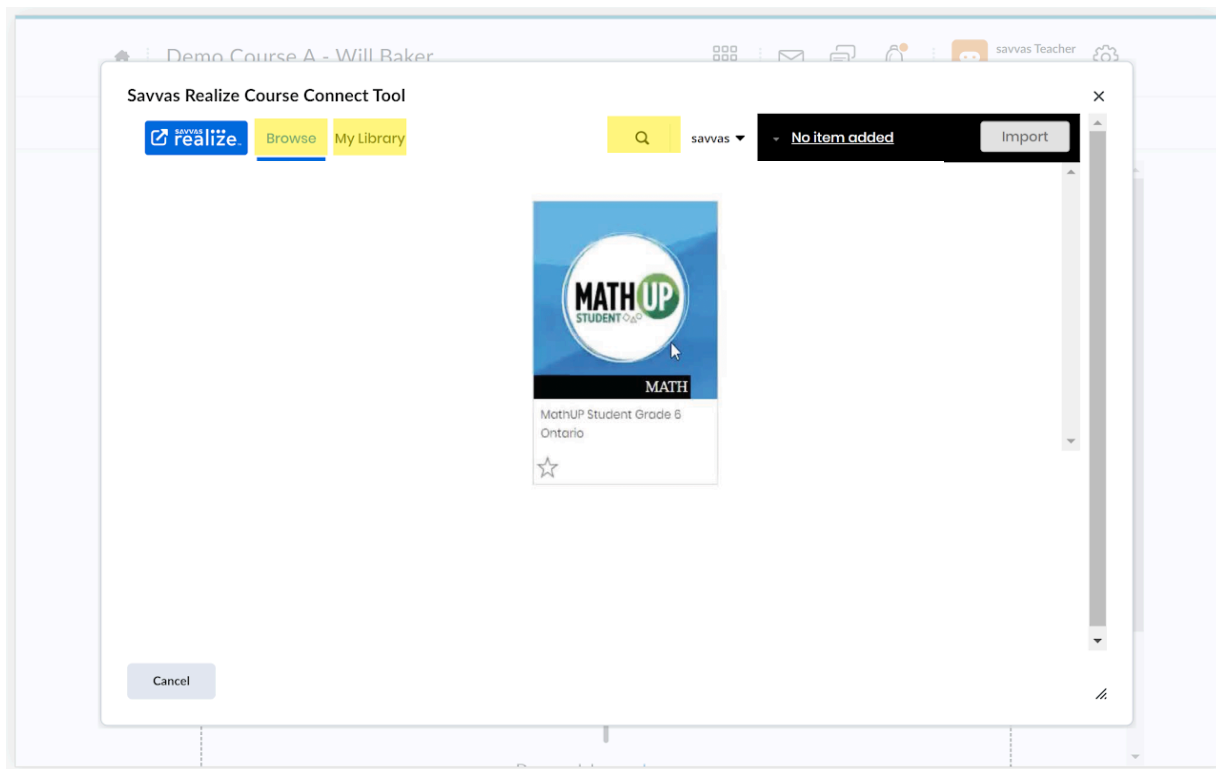 Demo Course A - Will Baker
savvas Teacher
Savvas Realize Course Connect Tool
savvas realize.
Browse
My Library
savvas
No item added
Import
MATH UP
STUDENT
MATH
MathUP Student Grade 6
Ontario
Cancel